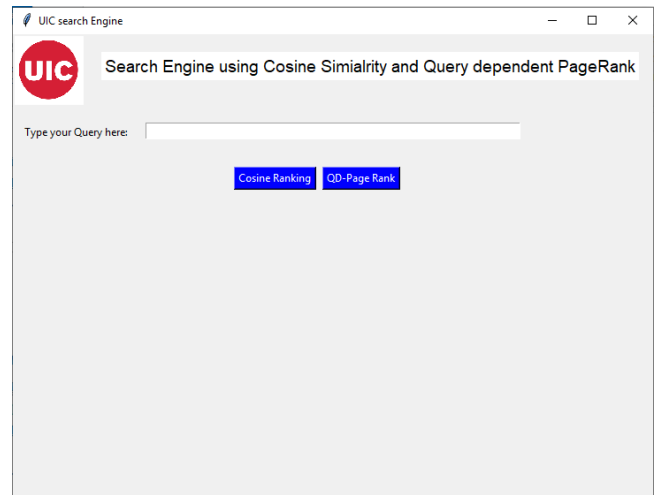 UIC search Engine
UIC
Search Engine using Cosine Simialrity and Query dependent PageRank
Type your Query here:
Cosine Ranking
QD-Page Rank